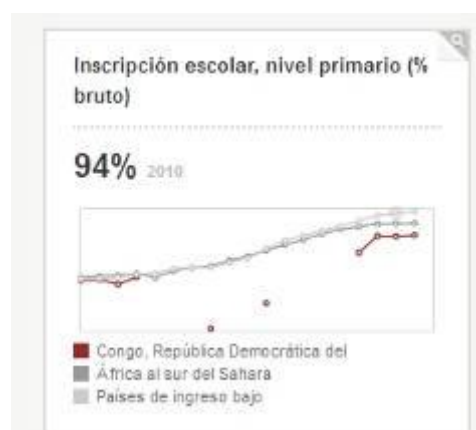 Inscripción escolar, nivel primario (%
bruto)
94% 2010
Congo, República Democrática del
África al sur del Sahara
Países de ingreso bajo